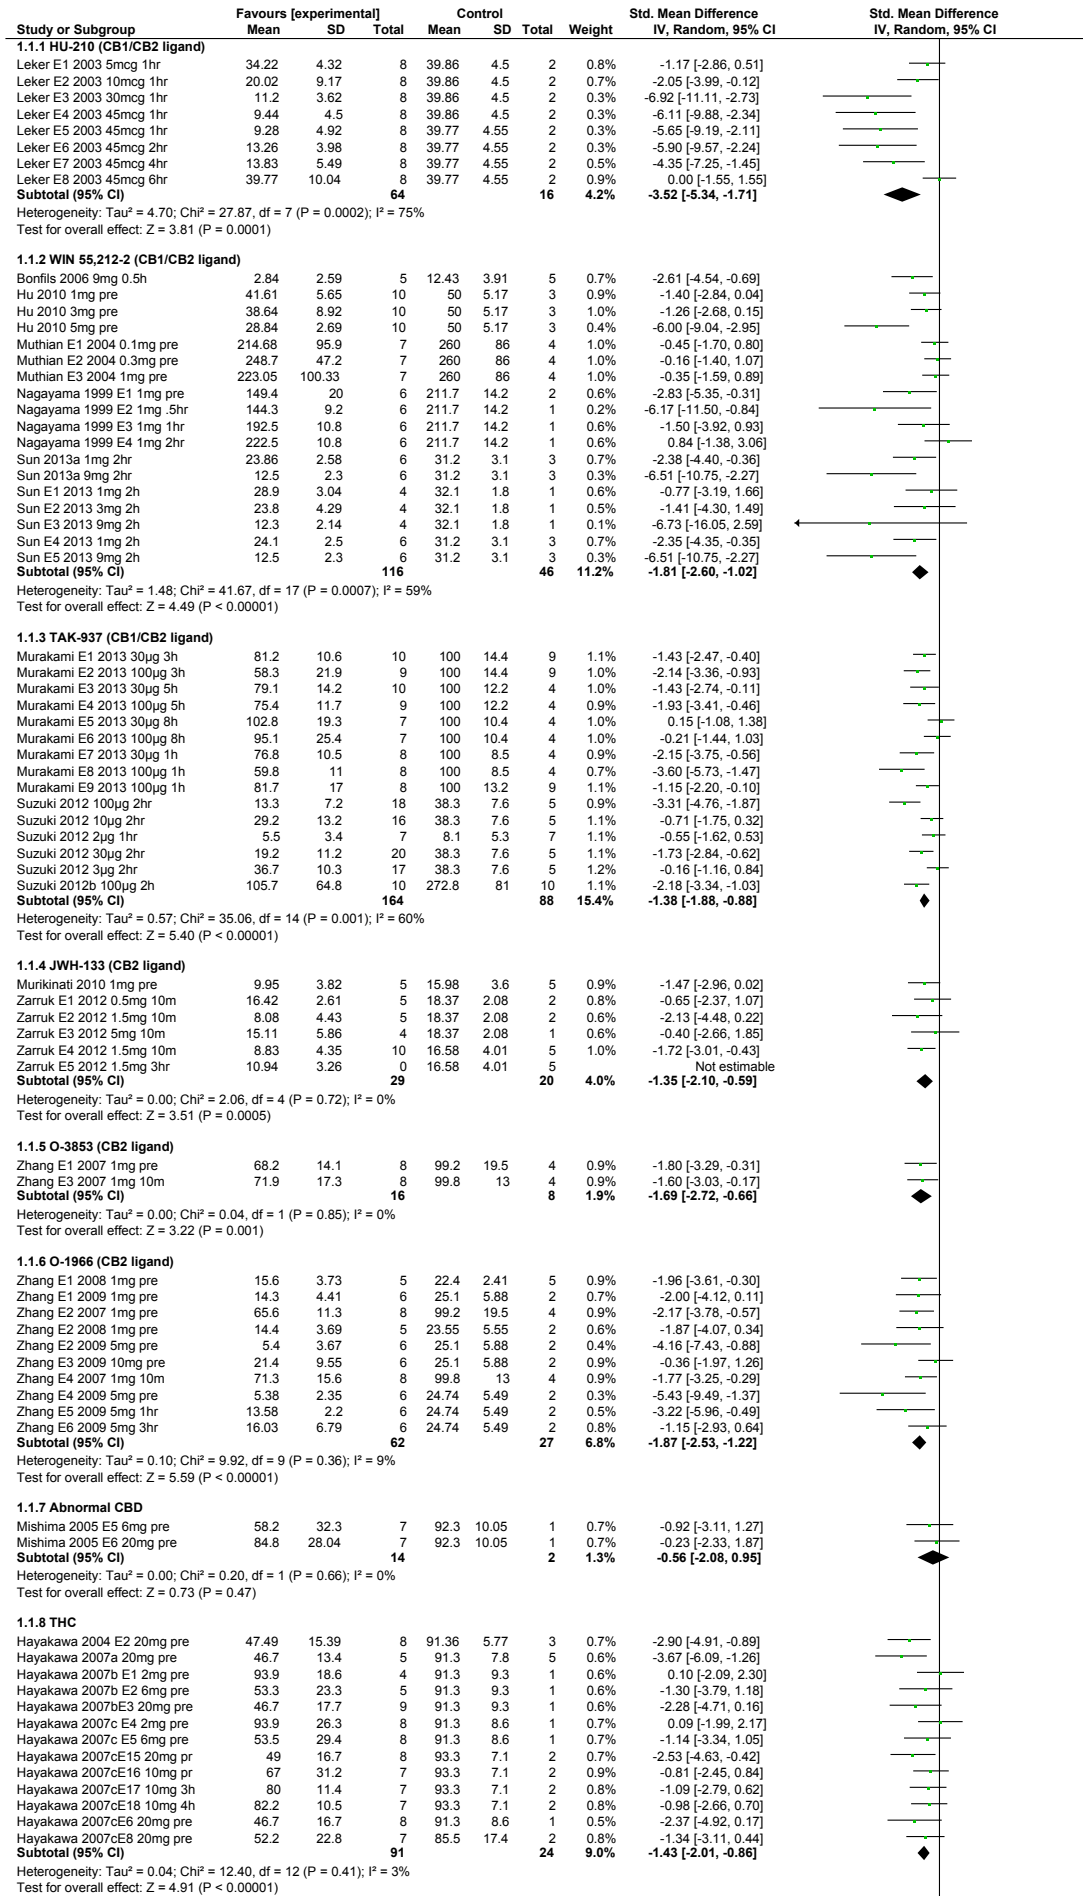 Favours [experimental] Control Std. Mean Difference Std. Mean Difference
Study or Subgroup Mean SD Total Mean SD Total Weight IV, Random, 95% CI IV, Random, 95% CI
1.1.1 HU-210 (CB1/CB2 ligand)
Leker E1 2003 5mcg 1hr 34.22 4.32 8 39.86 4.5 2 0.8% -1.17 [-2.86, 0.51]
Leker E2 2003 10mcg 1hr 20.02 9.17 8 39.86 4.5 2 0.7% -2.05 [-3.99, -0.12]
Leker E3 2003 30mcg 1hr 11.2 3.62 8 39.86 4.5 2 0.3% -6.92 [-11.11, -2.73]
Leker E4 2003 45mcg 1hr 9.44 4.5 8 39.86 4.5 2 0.3% -6.11 [-9.88, -2.34]
Leker E5 2003 45mcg 1hr 9.28 4.92 8 39.77 4.55 2 0.4% -5.65 [-9.19, -2.11]
Leker E6 2003 45mcg 2hr 13.26 3.98 8 39.77 4.55 2 0.3% -5.90 [-9.57, -2.24]
Leker E7 2003 45mcg 4hr 13.83 5.49 8 39.77 4.55 2 0.5% -4.35 [-7.25, -1.45]
Leker E8 2003 45mcg 6hr 39.77 10.04 8 39.77 4.55 2 0.9% 0.00 [-1.55, 1.55]
Subtotal (95% CI) 64 16 4.2% -3.52 [-5.34, -1.71]
Heterogeneity: Tau² = 4.70; Chi² = 27.87, df = 7 (P = 0.0002); I² = 75%
Test for overall effect: Z = 3.81 (P = 0.0001)
1.1.2 WIN 55,212-2 (CB1/CB2 ligand)
Bonfils 2006 9mg 0.5h 2.84 2.59 5 12.43 3.91 5 0.7% -2.61 [-4.54, -0.69]
Hu 2010 1mg pre 41.61 5.65 10 50 5.17 3 0.9% -1.40 [-2.84, 0.04]
Hu 2010 3mg pre 38.64 8.92 10 50 5.17 3 0.9% -1.26 [-2.68, 0.15]
Hu 2010 5mg pre 28.84 2.69 10 50 5.17 3 0.4% -6.00 [-9.04, -2.95]
Muthian E1 2004 0.1mg pre 214.68 95.9 7 260 86 4 1.0% -0.45 [-1.70, 0.80]
Muthian E2 2004 0.3mg pre 248.7 47.2 7 260 86 4 1.0% -0.16 [-1.40, 1.07]
Muthian E3 2004 1mg pre 223.05 100.33 7 260 86 4 1.0% -0.35 [-1.59, 0.89]
Nagayama 1999 E1 1mg pre 149.4 20 6 211.7 14.2 2 0.5% -2.83 [-5.35, -0.31]
Nagayama 1999 E2 1mg .5hr 144.3 9.2 6 211.7 14.2 1 0.2% -6.17 [-11.50, -0.84]
Nagayama 1999 E3 1mg 1hr 192.5 10.8 6 211.7 14.2 1 0.6% -1.50 [-3.92, 0.93]
Nagayama 1999 E4 1mg 2hr 222.5 10.8 6 211.7 14.2 1 0.6% 0.84 [-1.38, 3.06]
Sun 2013a 1mg 2hr 23.86 2.58 6 31.2 3.1 3 0.7% -2.38 [-4.40, -0.36]
Sun 2013a 9mg 2hr 12.5 2.3 6 31.2 3.1 3 0.3% -6.51 [-10.75, -2.27]
Sun E1 2013 1mg 2h 28.9 3.04 4 32.1 1.8 1 0.6% -0.77 [-3.19, 1.66]
Sun E2 2013 3mg 2h 23.8 4.29 4 32.1 1.8 1 0.4% -1.41 [-4.30, 1.49]
Sun E3 2013 9mg 2h 12.3 2.14 4 32.1 1.8 1 0.1% -6.73 [-16.05, 2.59]
Sun E4 2013 1mg 2h 24.1 2.5 6 31.2 3.1 3 0.7% -2.35 [-4.35, -0.35]
Sun E5 2013 9mg 2h 12.5 2.3 6 31.2 3.1 3 0.3% -6.51 [-10.75, -2.27]
Subtotal (95% CI) 116 46 11.2% -1.81 [-2.60, -1.02]
Heterogeneity: Tau² = 1.48; Chi² = 41.67, df = 17 (P = 0.0007); I² = 59%
Test for overall effect: Z = 4.49 (P < 0.00001)
1.1.3 TAK-937 (CB1/CB2 ligand)
Murakami E1 2013 30µg 3h 81.2 10.6 10 100 14.4 9 1.1% -1.43 [-2.47, -0.40]
Murakami E2 2013 100µg 3h 58.3 21.9 9 100 14.4 9 1.0% -2.14 [-3.36, -0.93]
Murakami E3 2013 30µg 5h 79.1 14.2 10 100 12.2 4 1.0% -1.43 [-2.74, -0.11]
Murakami E4 2013 100µg 5h 75.4 11.7 9 100 12.2 4 0.9% -1.93 [-3.41, -0.46]
Murakami E5 2013 30µg 8h 102.8 19.3 7 100 10.4 4 1.0% 0.15 [-1.08, 1.38]
Murakami E6 2013 100µg 8h 95.1 25.4 7 100 10.4 4 1.0% -0.21 [-1.44, 1.03]
Murakami E7 2013 30µg 1h 76.8 10.5 8 100 8.5 4 0.9% -2.15 [-3.75, -0.56]
Murakami E8 2013 100µg 1h 59.8 11 8 100 8.5 4 0.7% -3.60 [-5.73, -1.47]
Murakami E9 2013 100µg 1h 81.7 17 8 100 13.2 9 1.1% -1.15 [-2.20, -0.10]
Suzuki 2012 100µg 2hr 13.3 7.2 18 38.3 7.6 5 0.9% -3.31 [-4.76, -1.87]
Suzuki 2012 10µg 2hr 29.2 13.2 16 38.3 7.6 5 1.1% -0.71 [-1.75, 0.32]
Suzuki 2012 2µg 1hr 5.5 3.4 7 8.1 5.3 7 1.1% -0.55 [-1.62, 0.53]
Suzuki 2012 30µg 2hr 19.2 11.2 20 38.3 7.6 5 1.1% -1.73 [-2.84, -0.62]
Suzuki 2012 3µg 2hr 36.7 10.3 17 38.3 7.6 5 1.2% -0.16 [-1.16, 0.84]
Suzuki 2012b 100µg 2h 105.7 64.8 10 272.8 81 10 1.1% -2.18 [-3.34, -1.03]
Subtotal (95% CI) 164 88 15.4% -1.38 [-1.88, -0.88]
Heterogeneity: Tau² = 0.57; Chi² = 35.06, df = 14 (P = 0.001); I² = 60%
Test for overall effect: Z = 5.40 (P < 0.00001)
1.1.4 JWH-133 (CB2 ligand)
Murikinati 2010 1mg pre 9.95 3.82 5 15.98 3.6 5 0.9% -1.47 [-2.96, 0.02]
Zarruk E1 2012 0.5mg 10m 16.42 2.61 5 18.37 2.08 2 0.8% -0.65 [-2.37, 1.07]
Zarruk E2 2012 1.5mg 10m 8.08 4.43 5 18.37 2.08 2 0.6% -2.13 [-4.48, 0.22]
Zarruk E3 2012 5mg 10m 15.11 5.86 4 18.37 2.08 1 0.6% -0.40 [-2.66, 1.85]
Zarruk E4 2012 1.5mg 10m 8.83 4.35 10 16.58 4.01 5 1.0% -1.72 [-3.01, -0.43]
Zarruk E5 2012 1.5mg 3hr 10.94 3.26 0 16.58 4.01 5 Not estimable
Subtotal (95% CI) 29 20 4.0% -1.35 [-2.10, -0.59]
Heterogeneity: Tau² = 0.00; Chi² = 2.06, df = 4 (P = 0.72); I² = 0%
Test for overall effect: Z = 3.51 (P = 0.0005)
1.1.5 O-3853 (CB2 ligand)
Zhang E1 2007 1mg pre 68.2 14.1 8 99.2 19.5 4 0.9% -1.80 [-3.29, -0.31]
Zhang E3 2007 1mg 10m 71.9 17.3 8 99.8 13 4 0.9% -1.60 [-3.03, -0.17]
Subtotal (95% CI) 16 8 1.9% -1.69 [-2.72, -0.66]
Heterogeneity: Tau² = 0.00; Chi² = 0.04, df = 1 (P = 0.85); I² = 0%
Test for overall effect: Z = 3.22 (P = 0.001)
1.1.6 O-1966 (CB2 ligand)
Zhang E1 2008 1mg pre 15.6 3.73 5 22.4 2.41 5 0.9% -1.96 [-3.61, -0.30]
Zhang E1 2009 1mg pre 14.3 4.41 6 25.1 5.88 2 0.7% -2.00 [-4.12, 0.11]
Zhang E2 2007 1mg pre 65.6 11.3 8 99.2 19.5 4 0.9% -2.17 [-3.78, -0.57]
Zhang E2 2008 1mg pre 14.4 3.69 5 23.55 5.55 2 0.6% -1.87 [-4.07, 0.34]
Zhang E2 2009 5mg pre 5.4 3.67 6 25.1 5.88 2 0.4% -4.16 [-7.43, -0.88]
Zhang E3 2009 10mg pre 21.4 9.55 6 25.1 5.88 2 0.9% -0.36 [-1.97, 1.26]
Zhang E4 2007 1mg 10m 71.3 15.6 8 99.8 13 4 0.9% -1.77 [-3.25, -0.29]
Zhang E4 2009 5mg pre 5.38 2.35 6 24.74 5.49 2 0.3% -5.43 [-9.49, -1.37]
Zhang E5 2009 5mg 1hr 13.58 2.2 6 24.74 5.49 2 0.5% -3.22 [-5.96, -0.49]
Zhang E6 2009 5mg 3hr 16.03 6.79 6 24.74 5.49 2 0.8% -1.15 [-2.93, 0.64]
Subtotal (95% CI) 62 27 6.8% -1.87 [-2.53, -1.22]
Heterogeneity: Tau² = 0.10; Chi² = 9.92, df = 9 (P = 0.36); I² = 9%
Test for overall effect: Z = 5.59 (P < 0.00001)
1.1.7 Abnormal CBD
Mishima 2005 E5 6mg pre 58.2 32.3 7 92.3 10.05 1 0.7% -0.92 [-3.11, 1.27]
Mishima 2005 E6 20mg pre 84.8 28.04 7 92.3 10.05 1 0.7% -0.23 [-2.33, 1.87]
Subtotal (95% CI) 14 2 1.3% -0.56 [-2.08, 0.95]
Heterogeneity: Tau² = 0.00; Chi² = 0.20, df = 1 (P = 0.66); I² = 0%
Test for overall effect: Z = 0.73 (P = 0.47)
1.1.8 THC
Hayakawa 2004 E2 20mg pre 47.49 15.39 8 91.36 5.77 3 0.7% -2.90 [-4.91, -0.89]
Hayakawa 2007a 20mg pre 46.7 13.4 5 91.3 7.8 5 0.5% -3.67 [-6.09, -1.26]
Hayakawa 2007b E1 2mg pre 93.9 18.6 4 91.3 9.3 1 0.6% 0.10 [-2.09, 2.30]
Hayakawa 2007b E2 6mg pre 53.3 23.3 5 91.3 9.3 1 0.6% -1.30 [-3.79, 1.18]
Hayakawa 2007bE3 20mg pre 46.7 17.7 9 91.3 9.3 1 0.6% -2.28 [-4.71, 0.16]
Hayakawa 2007c E4 2mg pre 93.9 26.3 8 91.3 8.6 1 0.7% 0.09 [-1.99, 2.17]
Hayakawa 2007c E5 6mg pre 53.5 29.4 8 91.3 8.6 1 0.7% -1.14 [-3.34, 1.05]
Hayakawa 2007cE15 20mg pr 49 16.7 8 93.3 7.1 2 0.7% -2.53 [-4.63, -0.42]
Hayakawa 2007cE16 10mg pr 67 31.2 7 93.3 7.1 2 0.8% -0.81 [-2.45, 0.84]
Hayakawa 2007cE17 10mg 3h 80 11.4 7 93.3 7.1 2 0.8% -1.09 [-2.79, 0.62]
Hayakawa 2007cE18 10mg 4h 82.2 10.5 7 93.3 7.1 2 0.8% -0.98 [-2.66, 0.70]
Hayakawa 2007cE6 20mg pre 46.7 16.7 8 91.3 8.6 1 0.5% -2.37 [-4.92, 0.17]
Hayakawa 2007cE8 20mg pre 52.2 22.8 7 85.5 17.4 2 0.8% -1.34 [-3.11, 0.44]
Subtotal (95% CI) 91 24 9.0% -1.43 [-2.01, -0.86]
Heterogeneity: Tau² = 0.04; Chi² = 12.40, df = 12 (P = 0.41); I² = 3%
Test for overall effect: Z = 4.91 (P < 0.00001)